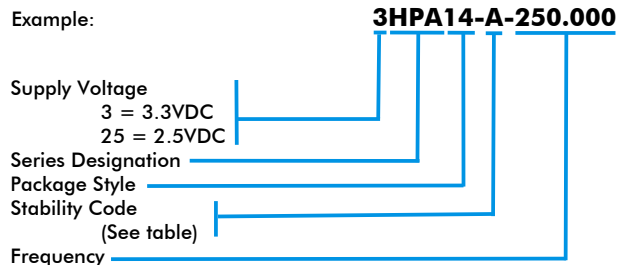 Example: 3HPA14-A-250.000
Supply Voltage
3 = 3.3VDC
25 = 2.5VDC
Series Designation
Package Style
Stability Code
(See table)
Frequency